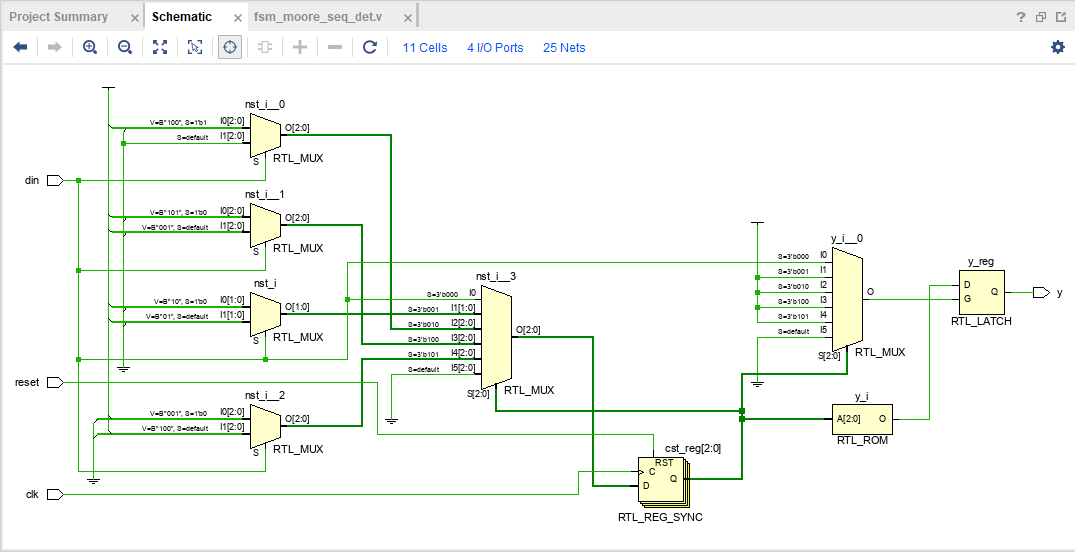 Project Summary × Schematic × fsm_moore_seq_det.v × ?
11 Cells 4 I/O Ports 25 Nets
nst_i__0
V=B"100", S=1'b1 I0[2:0]
S=default I1[2:0]
O[2:0]
S
RTL_MUX
din
nst_i__1
V=B"101", S=1'b0 I0[2:0]
V=B"001", S=default I1[2:0]
O[2:0]
S
RTL_MUX
nst_i
V=B"10", S=1'b0 I0[1:0]
V=B"01", S=default I1[1:0]
O[1:0]
S
RTL_MUX
nst_i__3
S=3'b000 I0
S=3'b001 I1[1:0]
S=3'b010 I2[2:0]
S=3'b100 I3[2:0]
S=3'b101 I4[2:0]
S=default I5[2:0]
O[2:0]
S[2:0]
RTL_MUX
y_i__0
S=3'b000 I0
S=3'b001 I1
S=3'b010 I2
S=3'b100 I3
S=3'b101 I4
S=default I5
O
S[2:0]
RTL_MUX
y_reg
D
G
Q
RTL_LATCH
y
reset
nst_i__2
V=B"001", S=1'b0 I0[2:0]
V=B"100", S=default I1[2:0]
O[2:0]
S
RTL_MUX
y_i
A[2:0] O
RTL_ROM
cst_reg[2:0]
RST
C
D
Q
RTL_REG_SYNC
clk